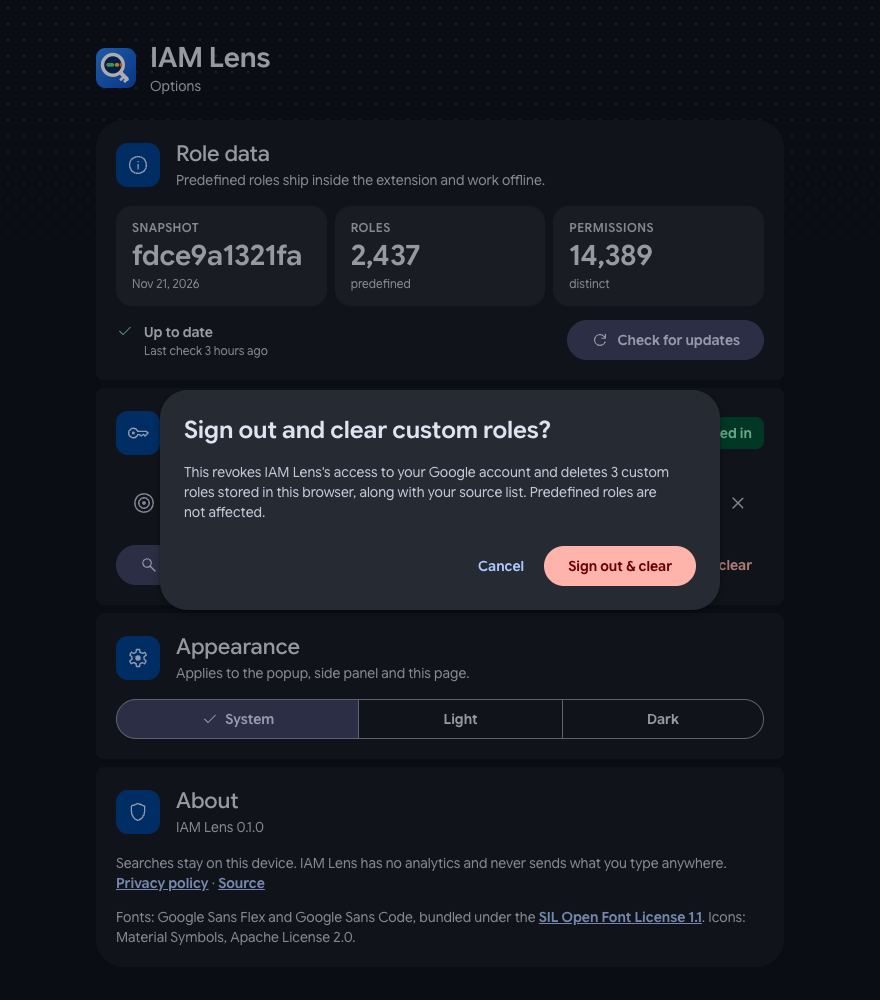 IAM Lens
Options
Role data
Predefined roles ship inside the extension and work offline.
SNAPSHOT
fdce9a1321fa
Nov 21, 2026
ROLES
2,437
predefined
PERMISSIONS
14,389
distinct
Up to date
Last check 3 hours ago
Check for updates
ed in
Sign out and clear custom roles?
This revokes IAM Lens's access to your Google account and deletes 3 custom
roles stored in this browser, along with your source list. Predefined roles are
not affected.
Cancel
Sign out & clear
clear
Appearance
Applies to the popup, side panel and this page.
System
Light
Dark
About
IAM Lens 0.1.0
Searches stay on this device. IAM Lens has no analytics and never sends what you type anywhere.
Privacy policy · Source
Fonts: Google Sans Flex and Google Sans Code, bundled under the SIL Open Font License 1.1. Icons:
Material Symbols, Apache License 2.0.